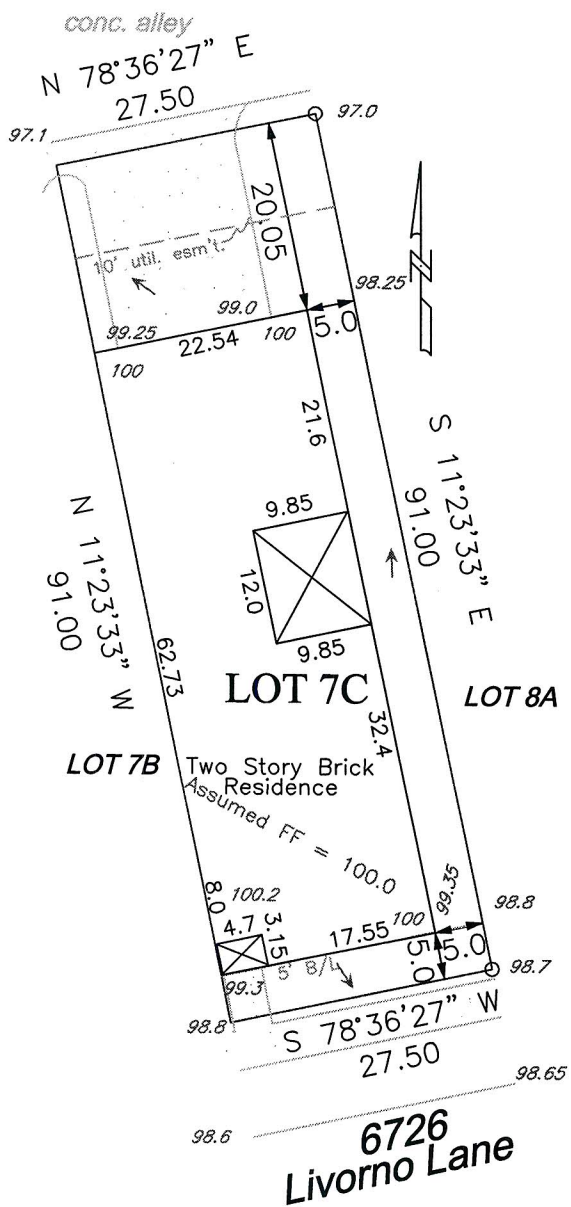 conc. alley
N 78°36'27" E
27.50
97.1
97.0
20.05
10' util. esm't.
N
98.25
99.0
5.0
99.25
100
22.54
100
21.6
S 11°23'33" E
91.00
9.85
12.0
9.85
N 11°23'33" W
91.00
62.73
LOT 7C
LOT 8A
32.4
LOT 7B
Two Story Brick
Residence
Assumed FF = 100.0
8.0
100.2
4.7
3.15
17.55
100
99.35
98.8
5.0
5.0
5' B/L
99.3
98.7
98.8
S 78°36'27" W
27.50
98.65
98.6
6726
Livorno Lane